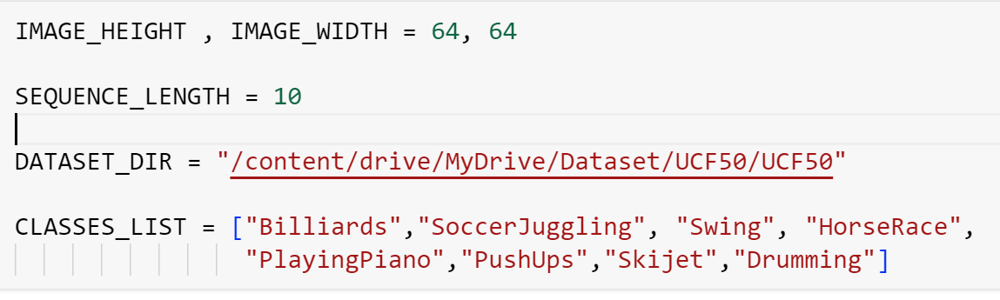 IMAGE_HEIGHT , IMAGE_WIDTH = 64, 64
SEQUENCE_LENGTH = 10
DATASET_DIR = "/content/drive/MyDrive/Dataset/UCF50/UCF50"
CLASSES_LIST = ["Billiards","SoccerJuggling", "Swing", "HorseRace",
"PlayingPiano","PushUps","Skijet","Drumming"]